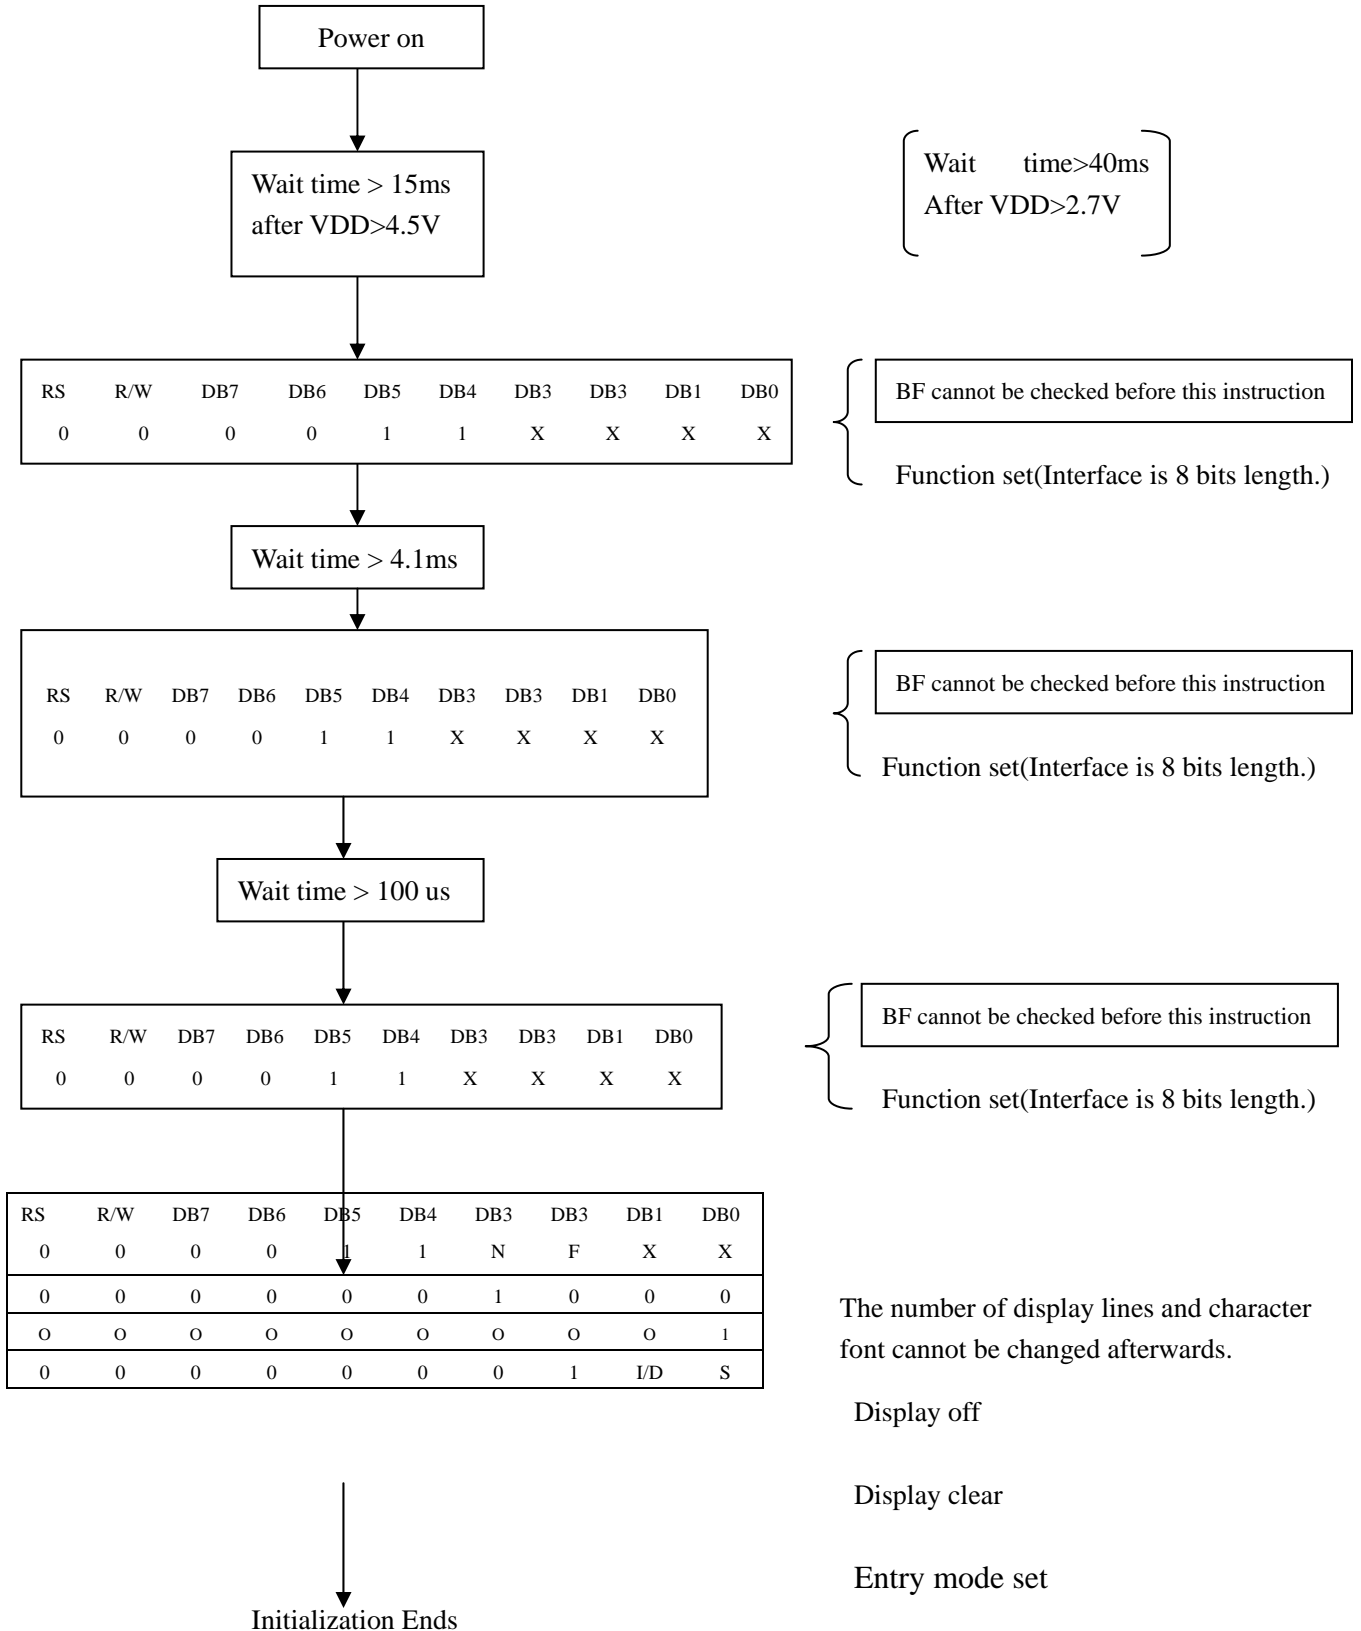 Power on
Wait time > 15ms
after VDD>4.5V
Wait time>40ms
After VDD>2.7V
RS R/W DB7 DB6 DB5 DB4 DB3 DB3 DB1 DB0
0 0 0 0 1 1 X X X X
BF cannot be checked before this instruction
Function set(Interface is 8 bits length.)
Wait time > 4.1ms
RS R/W DB7 DB6 DB5 DB4 DB3 DB3 DB1 DB0
0 0 0 0 1 1 X X X X
BF cannot be checked before this instruction
Function set(Interface is 8 bits length.)
Wait time > 100 us
RS R/W DB7 DB6 DB5 DB4 DB3 DB3 DB1 DB0
0 0 0 0 1 1 X X X X
BF cannot be checked before this instruction
Function set(Interface is 8 bits length.)
RS R/W DB7 DB6 DB5 DB4 DB3 DB3 DB1 DB0
0 0 0 0 1 1 N F X X
0 0 0 0 0 0 1 0 0 0
O O O O O O O O O 1
0 0 0 0 0 0 0 1 I/D S
The number of display lines and character
font cannot be changed afterwards.
Display off
Display clear
Entry mode set
Initialization Ends